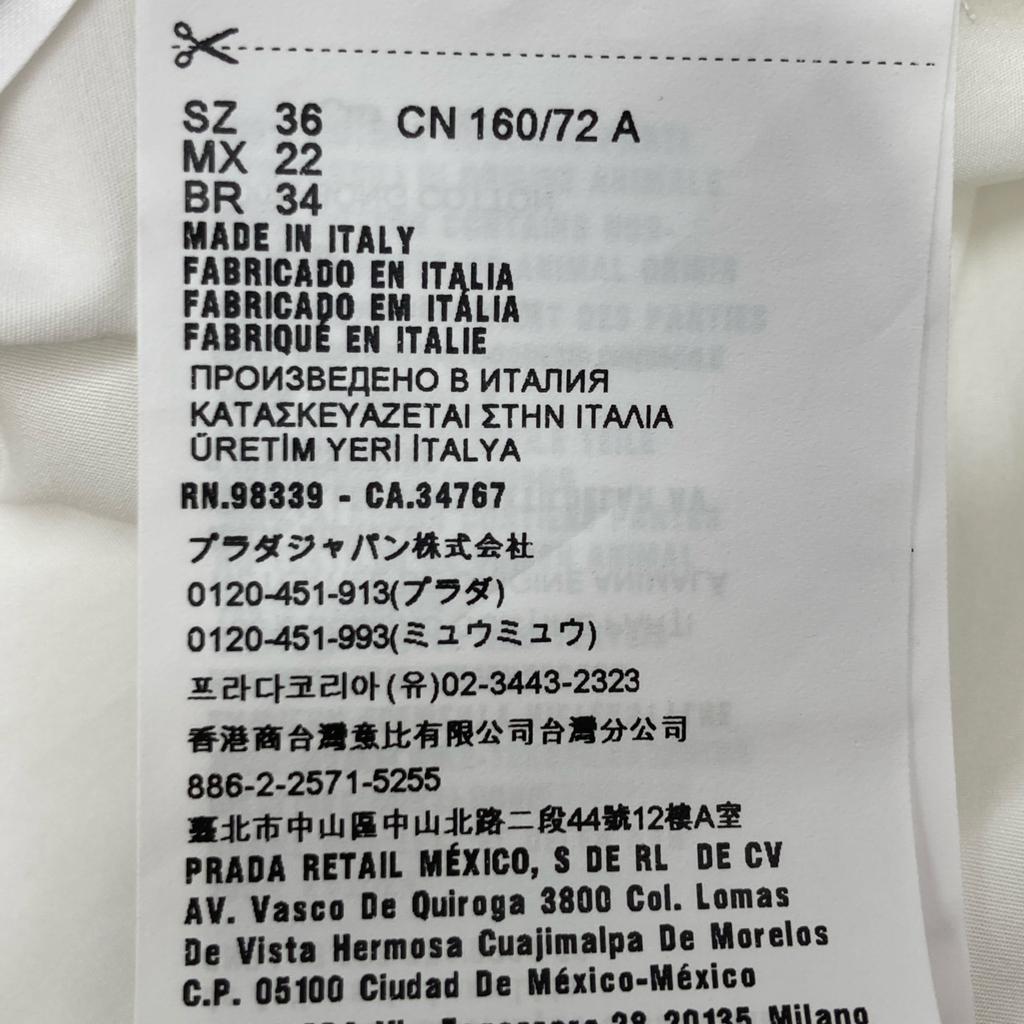 SZ 36 CN 160/72 A
MX 22
BR 34
MADE IN ITALY
FABRICADO EN ITALIA
FABRICADO EM ITÁLIA
FABRIQUÉ EN ITALIE
ПРОИЗВЕДЕНО В ИТАЛИЯ
ΚΑΤΑΣΚΕΥΑΖΕΤΑΙ ΣΤΗΝ ΙΤΑΛΙΑ
ÜRETİM YERİ İTALYA
RN.98339 - CA.34767
プラダジャパン株式会社
0120-451-913(プラダ)
0120-451-993(ミュウミュウ)
프라다코리아(유)02-3443-2323
香港商台灣意比有限公司台灣分公司
886-2-2571-5255
臺北市中山區中山北路二段44號12樓A室
PRADA RETAIL MÉXICO, S DE RL DE CV
AV. Vasco De Quiroga 3800 Col. Lomas
De Vista Hermosa Cuajimalpa De Morelos
C.P. 05100 Ciudad De México-México
28 20135 Milano